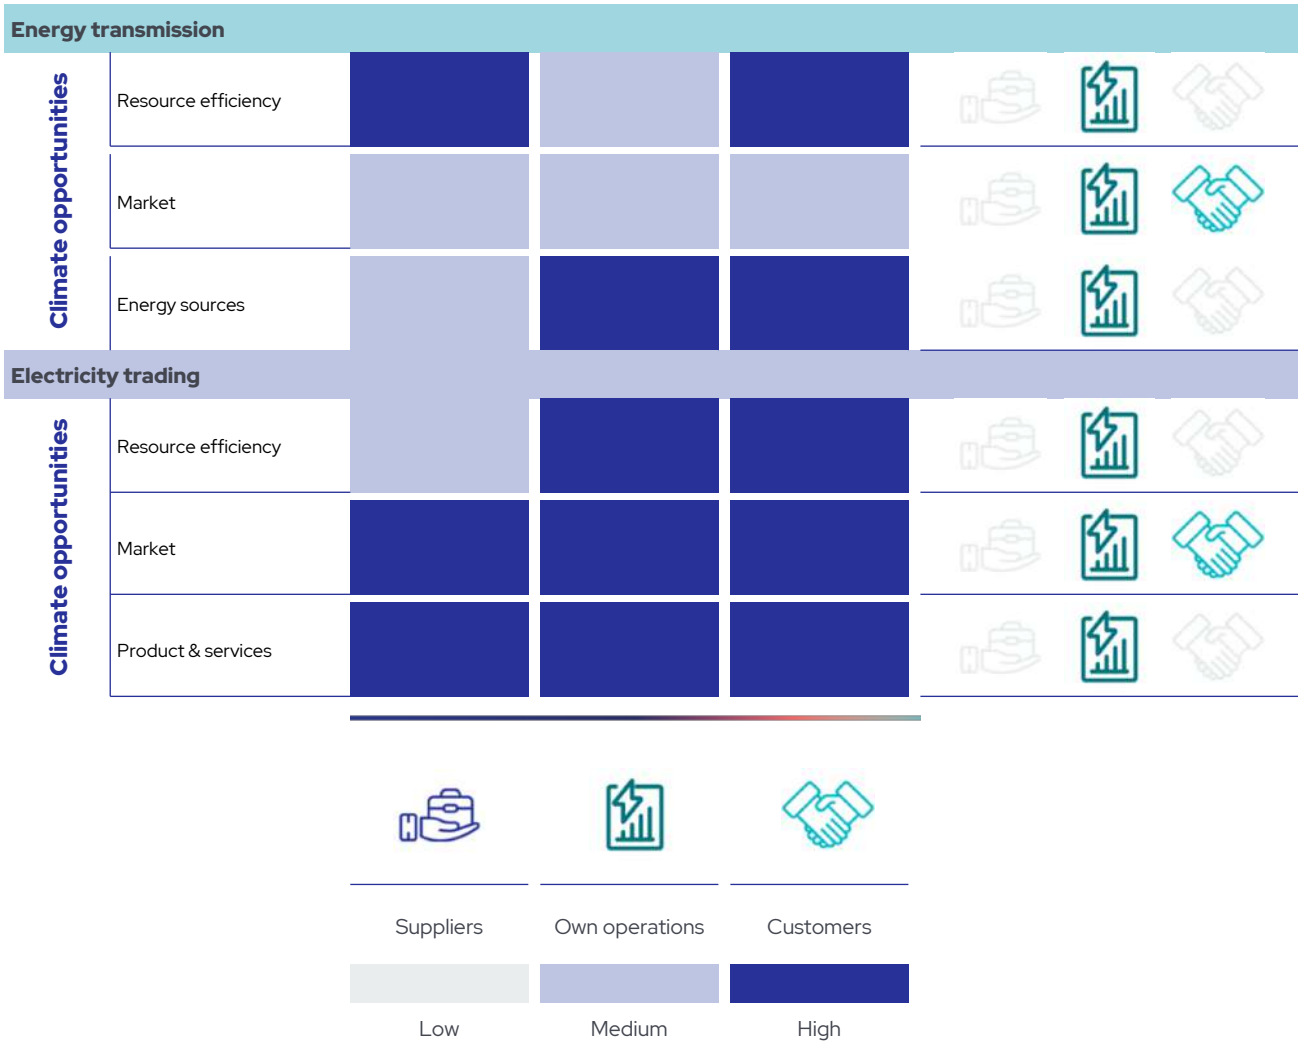 Energy transmission
Climate opportunities
Resource efficiency
Market
Energy sources
Electricity trading
Climate opportunities
Resource efficiency
Market
Product & services
Suppliers
Own operations
Customers
Low
Medium
High